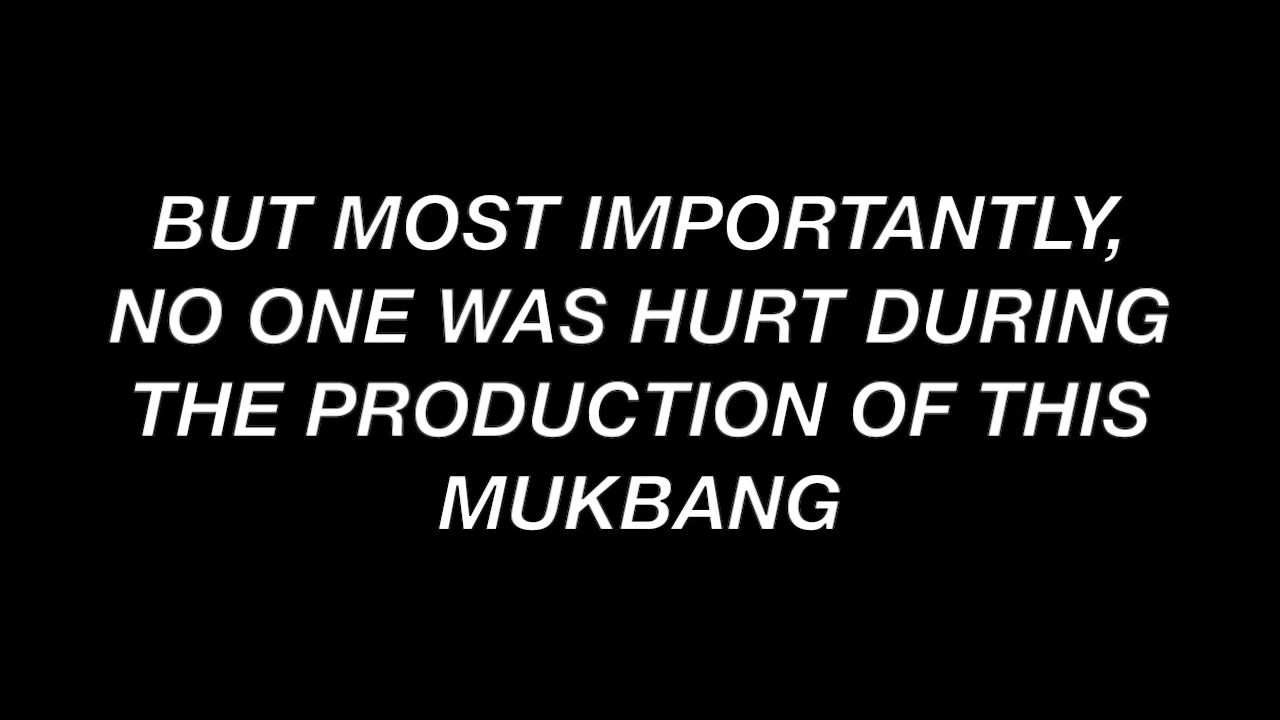 BUT MOST IMPORTANTLY,
NO ONE WAS HURT DURING
THE PRODUCTION OF THIS
MUKBANG